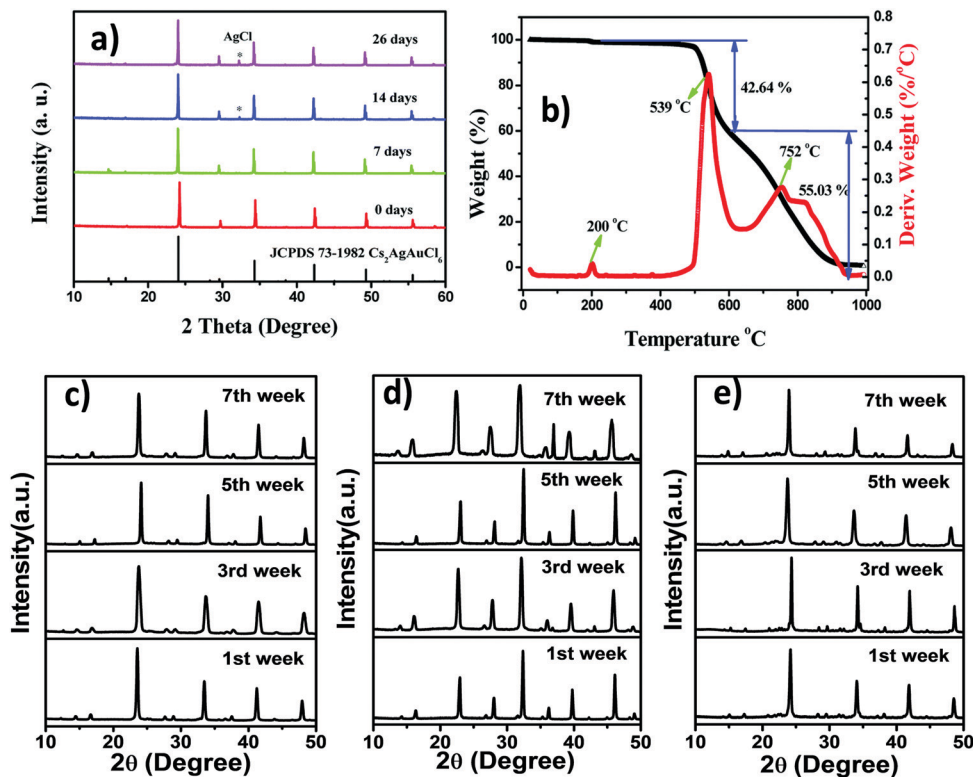 a)
Intensity (a. u.)
AgCl
26 days
*
14 days
*
7 days
0 days
JCPDS 73-1982 Cs₂AgAuCl₆
10 20 30 40 50 60
2 Theta (Degree)
b)
Weight (%)
100
80
60
40
20
0
0.8
0.7
0.6
0.5
0.4
0.3
0.2
0.1
0.0
Deriv. Weight (%/°C)
42.64 %
539 °C
752 °C
55.03 %
200 °C
0 200 400 600 800 1000
Temperature °C
c)
Intensity(a.u.)
7th week
5th week
3rd week
1st week
10 20 30 40 50
2θ (Degree)
d)
Intensity(a.u.)
7th week
5th week
3rd week
1st week
10 20 30 40 50
2θ (Degree)
e)
Intensity(a.u.)
7th week
5th week
3rd week
1st week
10 20 30 40 50
2θ (Degree)